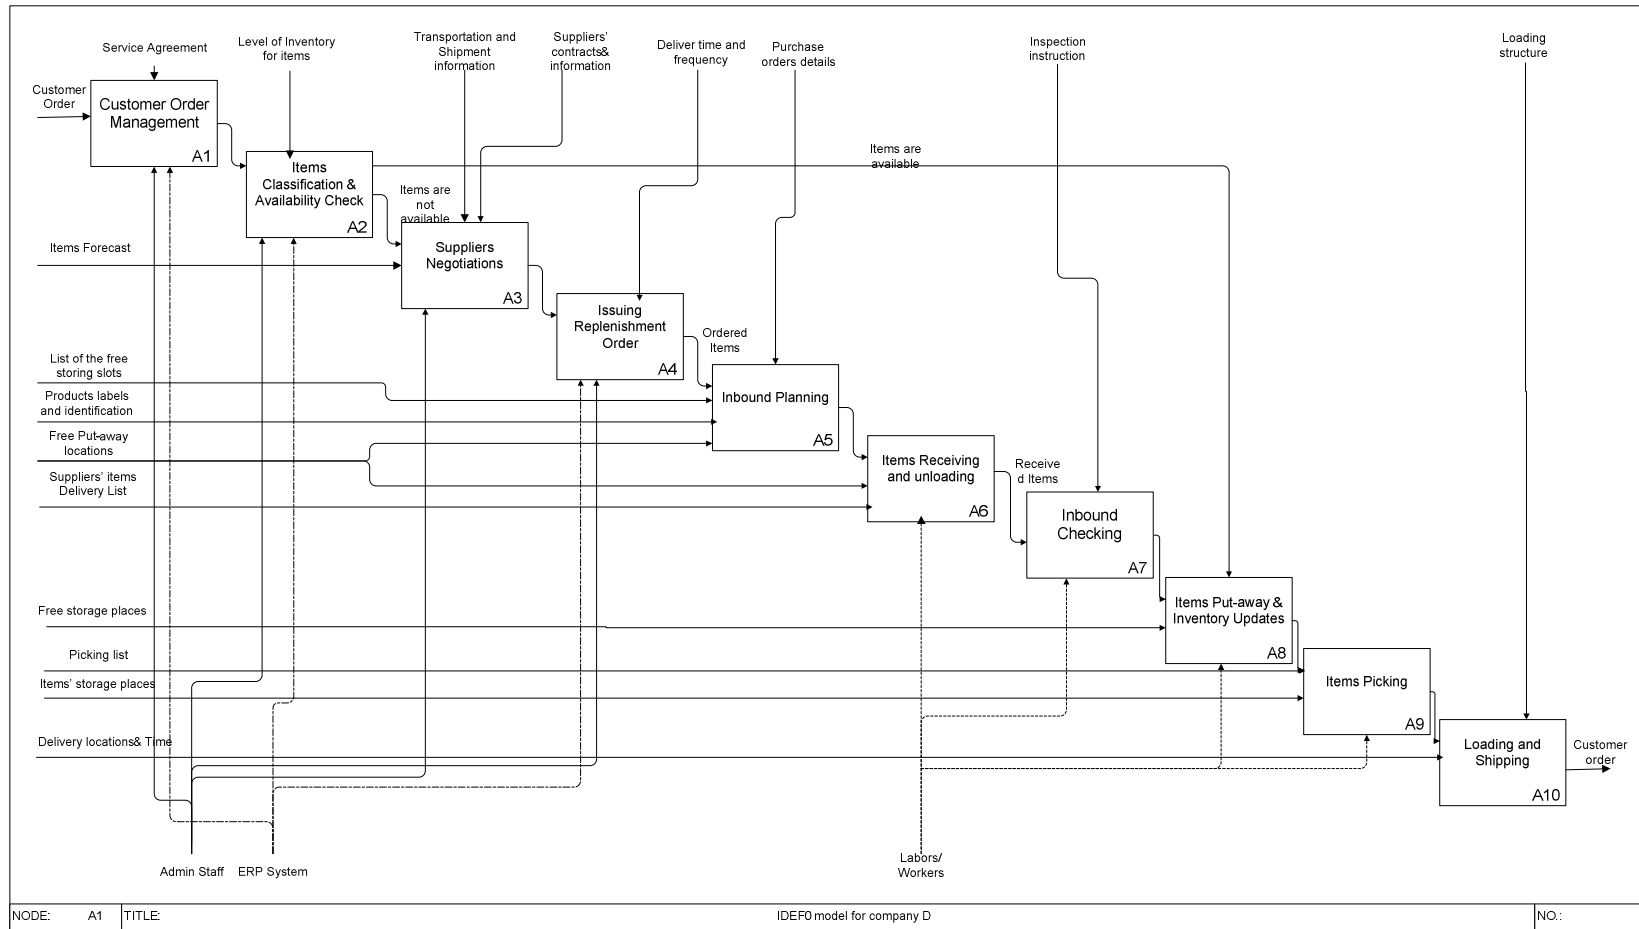 Service Agreement
Level of Inventory
for items
Transportation and
Shipment
information
Suppliers'
contracts&
information
Deliver time and
frequency
Purchase
orders details
Inspection
instruction
Loading
structure
Customer
Order
Customer Order
Management
A1
Items
Classification &
Availability Check
A2
Items are
available
Items are
not
available
Items Forecast
Suppliers
Negotiations
A3
Issuing
Replenishment
Order
A4
Ordered
Items
List of the free
storing slots
Products labels
and identification
Inbound Planning
A5
Free Put-away
locations
Suppliers' items
Delivery List
Items Receiving
and unloading
A6
Receive
d Items
Inbound
Checking
A7
Free storage places
Items Put-away &
Inventory Updates
A8
Picking list
Items' storage places
Items Picking
A9
Delivery locations& Time
Loading and
Shipping
A10
Customer
order
Admin Staff
ERP System
Labors/
Workers
NODE: A1 TITLE: IDEF0 model for company D NO.: